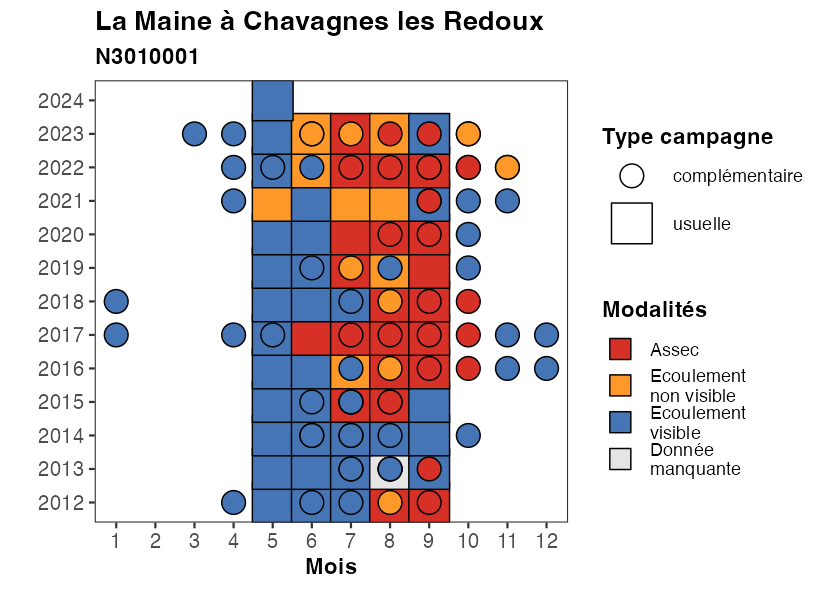 La Maine à Chavagnes les Redoux
N3010001
2024
2023
2022
2021
2020
2019
2018
2017
2016
2015
2014
2013
2012
1 2 3 4 5 6 7 8 9 10 11 12
Mois
Type campagne
complémentaire
usuelle
Modalités
Assec
Ecoulement
non visible
Ecoulement
visible
Donnée
manquante